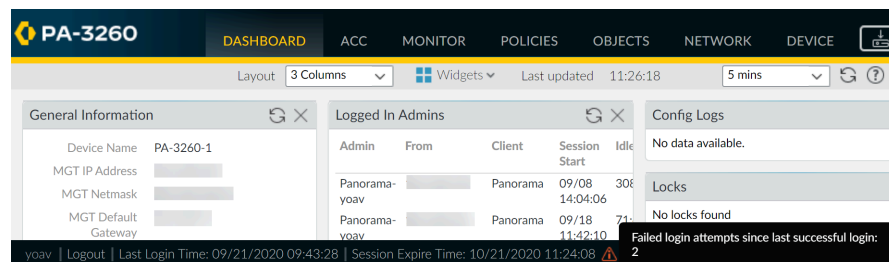 PA-3260
DASHBOARD ACC MONITOR POLICIES OBJECTS NETWORK DEVICE
Layout 3 Columns Widgets Last updated 11:26:18 5 mins
General Information
Device Name PA-3260-1
MGT IP Address
MGT Netmask
MGT Default
Gateway
Logged In Admins
Admin From Client Session Idle
Start
Panorama- Panorama 09/08 308
yoav 14:04:06
Panorama- Panorama 09/18 71:
yoav 11:42:10
Config Logs
No data available.
Locks
No locks found
Failed login attempts since last successful login:
2
yoav | Logout | Last Login Time: 09/21/2020 09:43:28 | Session Expire Time: 10/21/2020 11:24:08